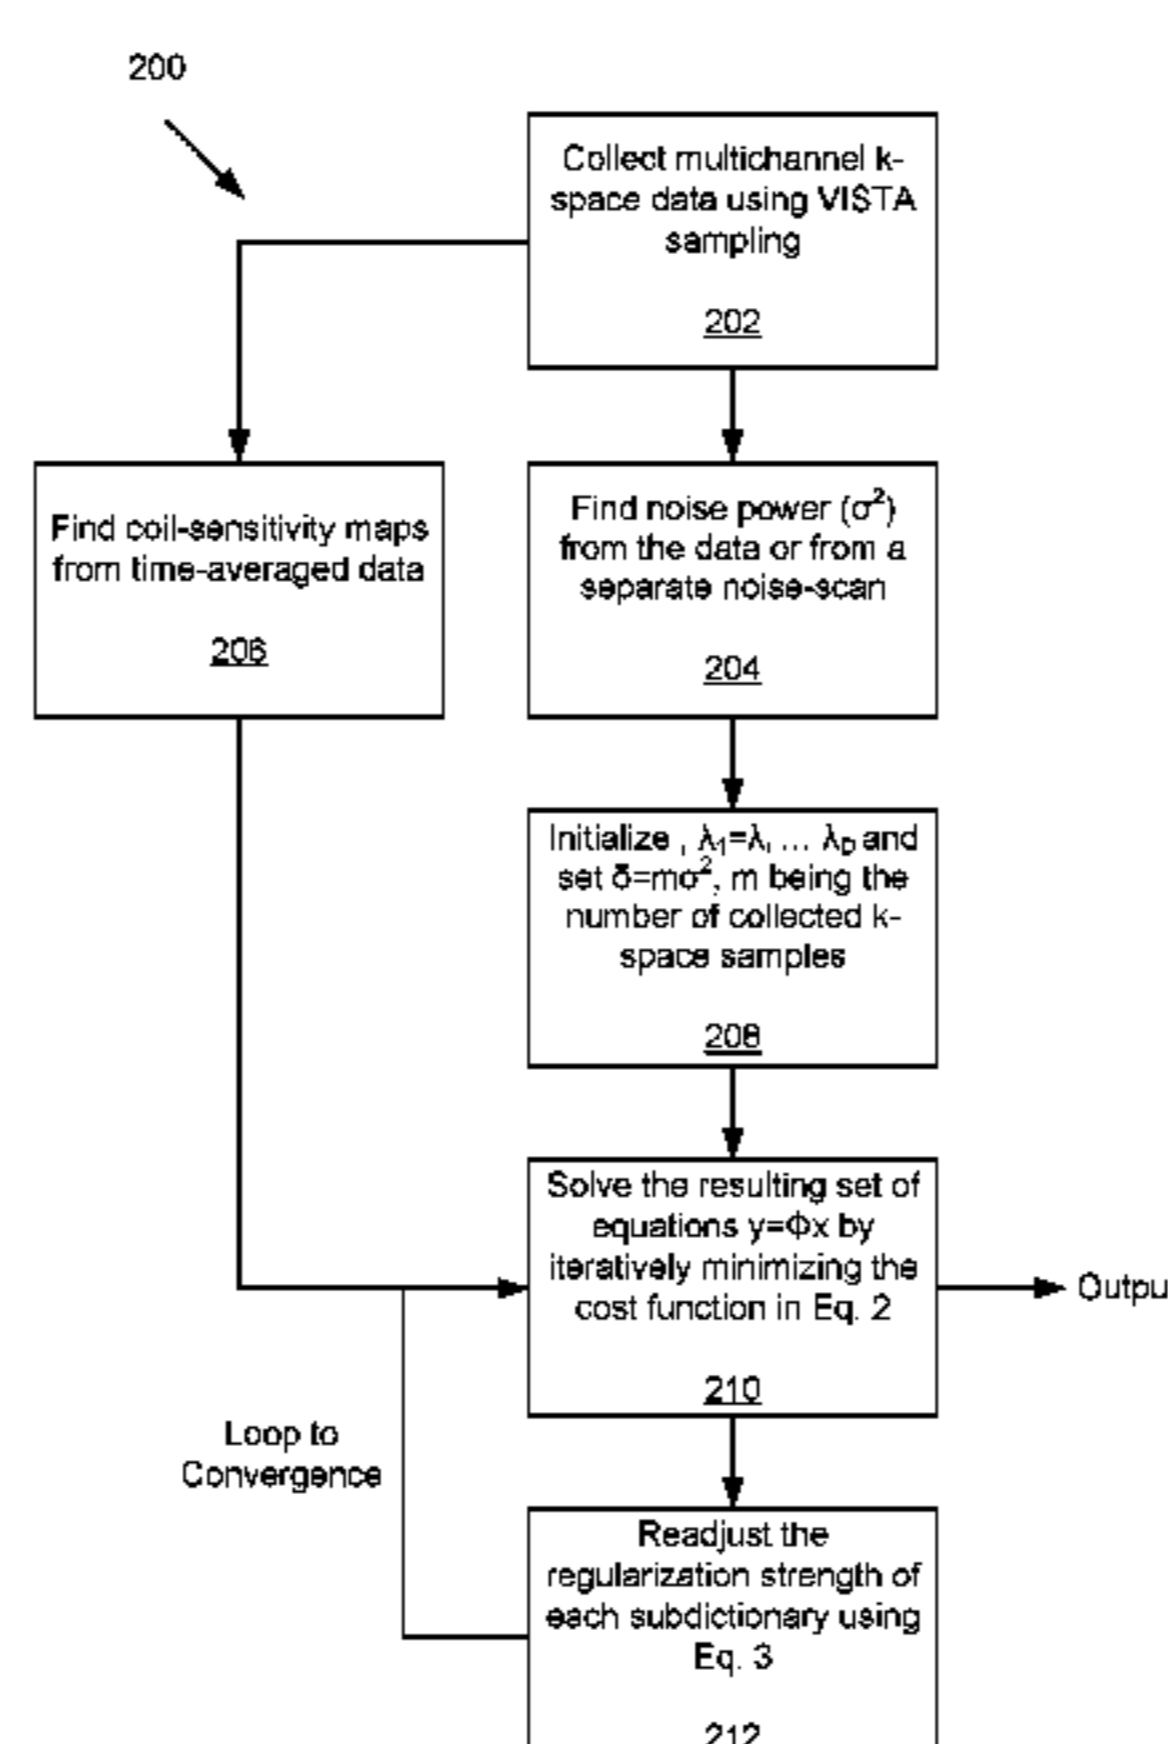 200
Collect multichannel k-
space data using VISTA
sampling
202
Find coil-sensitivity maps
from time-averaged data
206
Find noise power (σ²)
from the data or from a
separate noise-scan
204
Initialize , λ₁=λ, ... λ_D and
set δ=mσ², m being the
number of collected k-
space samples
208
Solve the resulting set of
equations y=Φx by
iteratively minimizing the
cost function in Eq. 2
210
Outpu
Loop to
Convergence
Readjust the
regularization strength of
each subdictionary using
Eq. 3
212